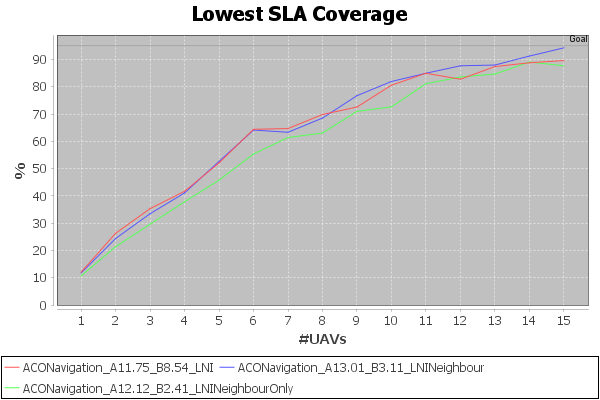 Lowest SLA Coverage
Goal
90
80
70
60
50
40
30
20
10
0
%
1 2 3 4 5 6 7 8 9 10 11 12 13 14 15
#UAVs
ACONavigation_A11.75_B8.54_LNI ACONavigation_A13.01_B3.11_LNINeighbour
ACONavigation_A12.12_B2.41_LNINeighbourOnly